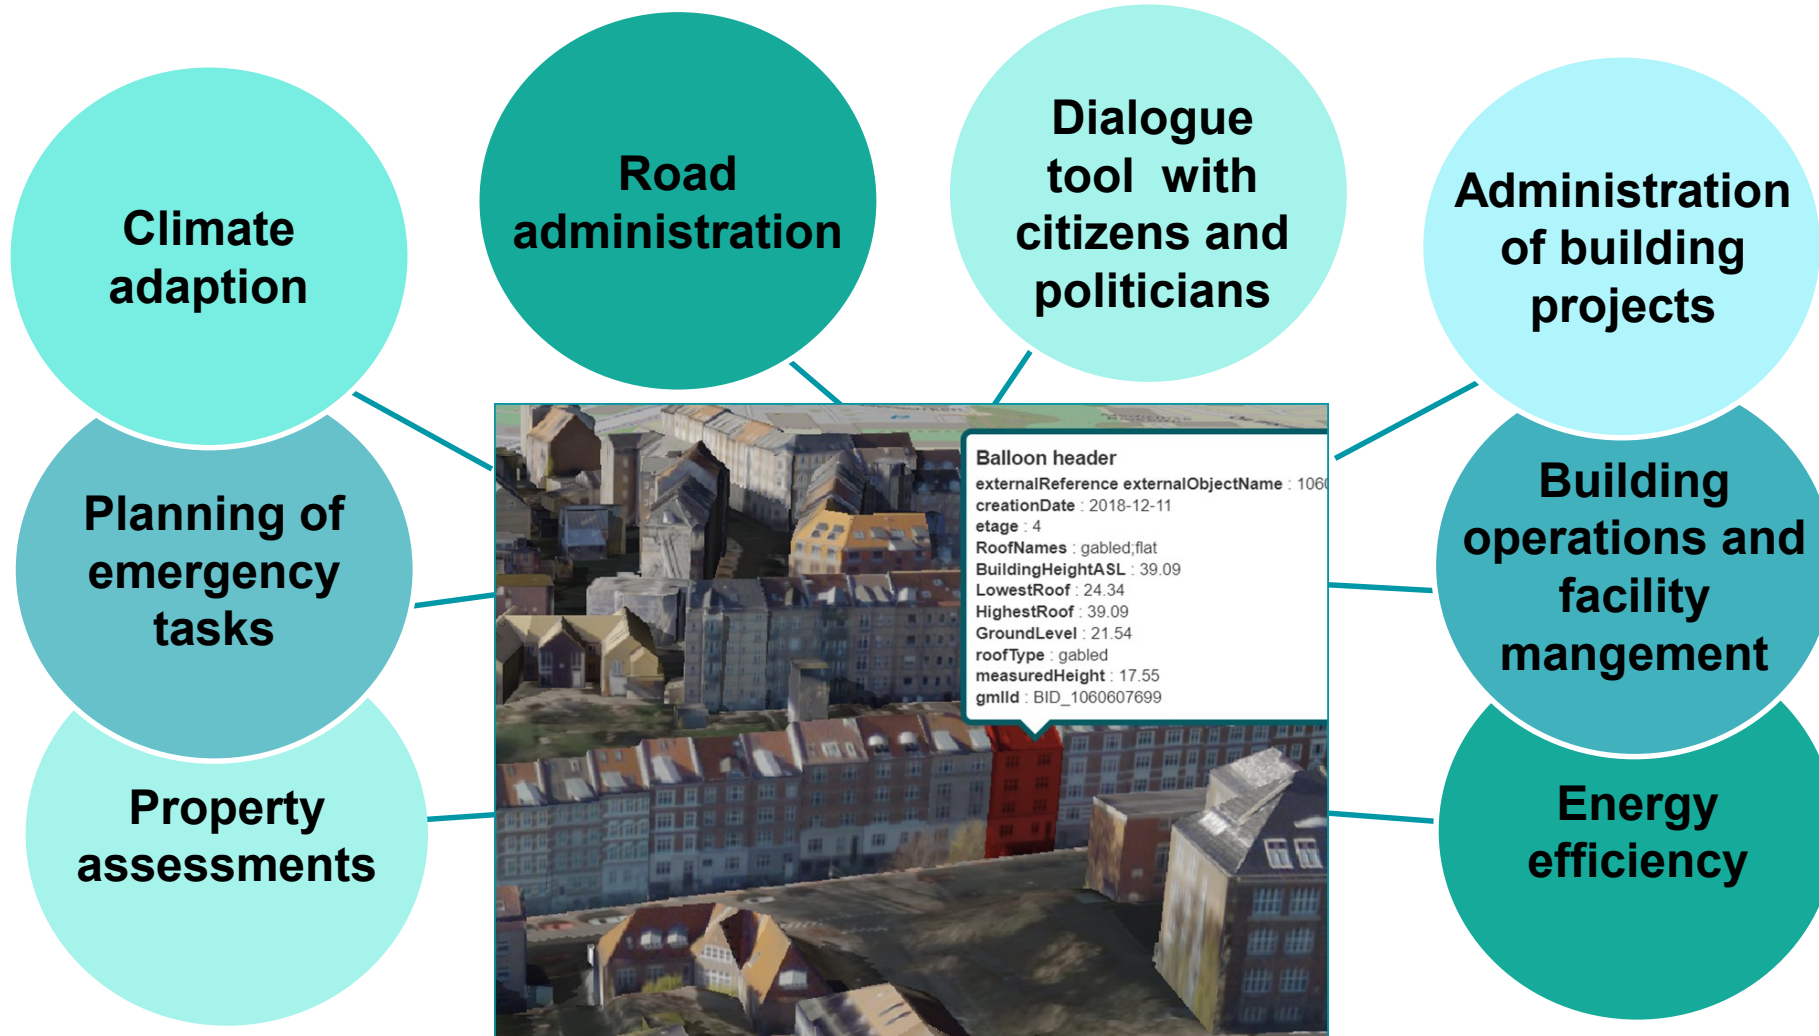 Climate
adaption
Road
administration
Dialogue
tool with
citizens and
politicians
Administration
of building
projects
Planning of
emergency
tasks
Property
assessments
Building
operations and
facility
mangement
Energy
efficiency
Balloon header
externalReference externalObjectName : 1060
creationDate : 2018-12-11
etage : 4
RoofNames : gabled;flat
BuildingHeightASL : 39.09
LowestRoof : 24.34
HighestRoof : 39.09
GroundLevel : 21.54
roofType : gabled
measuredHeight : 17.55
gmlId : BID_1060607699